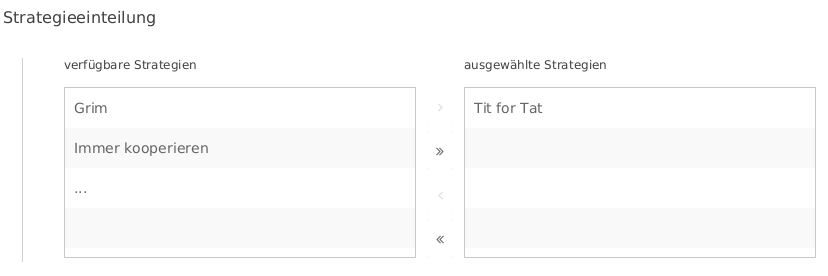 Strategieeinteilung
verfügbare Strategien
ausgewählte Strategien
Grim
Immer kooperieren
...
›
»
‹
«
Tit for Tat